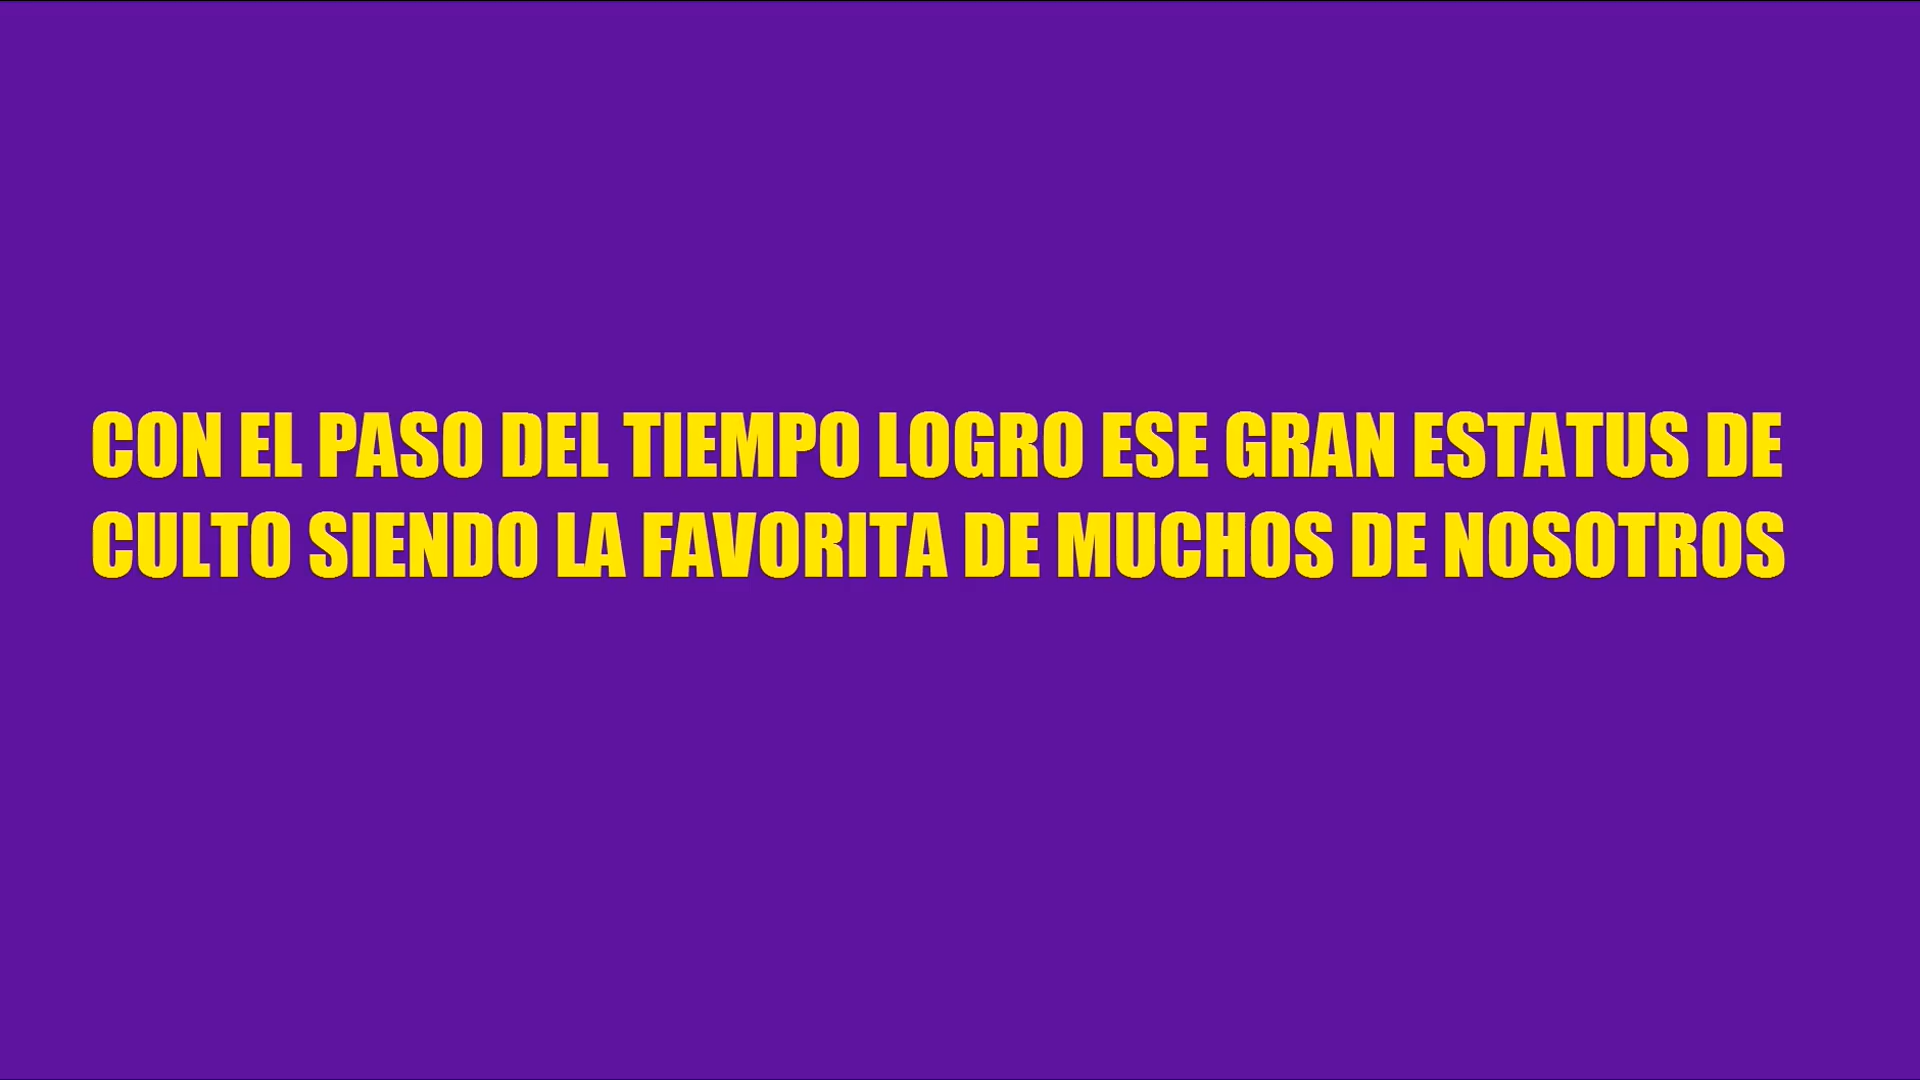 CON EL PASO DEL TIEMPO LOGRO ESE GRAN ESTATUS DE
CULTO SIENDO LA FAVORITA DE MUCHOS DE NOSOTROS